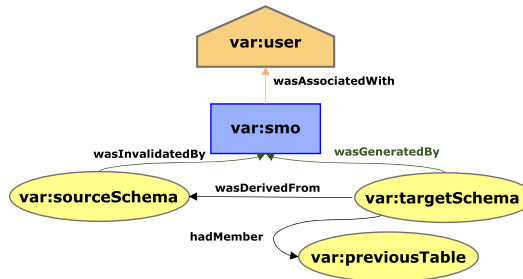 var:user
wasAssociatedWith
var:smo
wasInvalidatedBy
wasGeneratedBy
var:sourceSchema
wasDerivedFrom
var:targetSchema
hadMember
var:previousTable